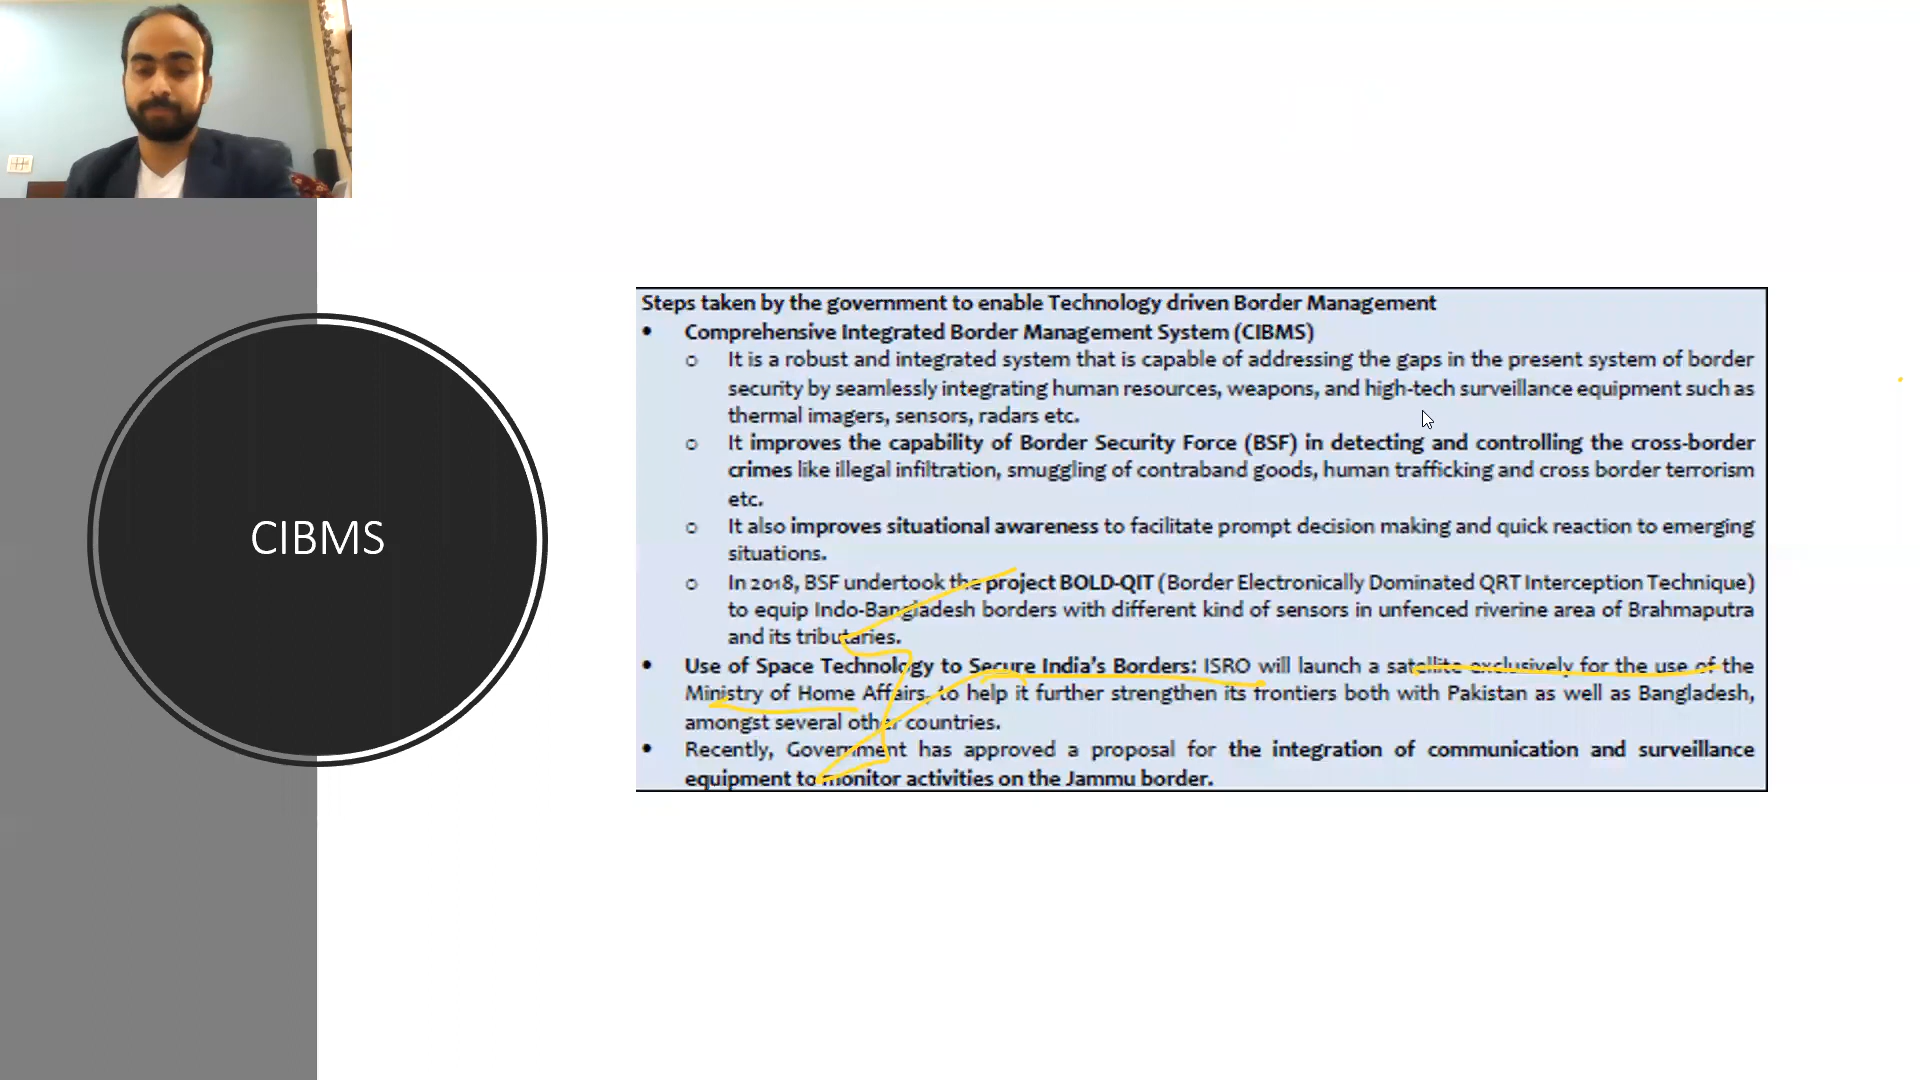 CIBMS
Steps taken by the government to enable Technology driven Border Management
• Comprehensive Integrated Border Management System (CIBMS)
o It is a robust and integrated system that is capable of addressing the gaps in the present system of border
security by seamlessly integrating human resources, weapons, and high-tech surveillance equipment such as
thermal imagers, sensors, radars etc.
o It improves the capability of Border Security Force (BSF) in detecting and controlling the cross-border
crimes like illegal infiltration, smuggling of contraband goods, human trafficking and cross border terrorism
etc.
o It also improves situational awareness to facilitate prompt decision making and quick reaction to emerging
situations.
o In 2018, BSF undertook the project BOLD-QIT (Border Electronically Dominated QRT Interception Technique)
to equip Indo-Bangladesh borders with different kind of sensors in unfenced riverine area of Brahmaputra
and its tributaries.
• Use of Space Technology to Secure India's Borders: ISRO will launch a satellite exclusively for the use of the
Ministry of Home Affairs, to help it further strengthen its frontiers both with Pakistan as well as Bangladesh,
amongst several other countries.
• Recently, Government has approved a proposal for the integration of communication and surveillance
equipment to monitor activities on the Jammu border.